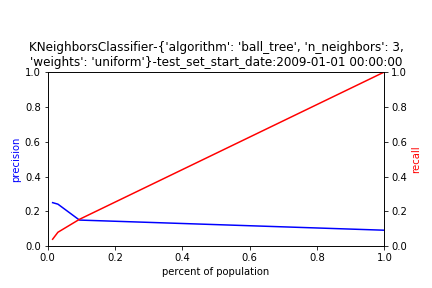 KNeighborsClassifier-{'algorithm': 'ball_tree', 'n_neighbors': 3,
'weights': 'uniform'}-test_set_start_date:2009-01-01 00:00:00
1.0
0.8
0.6
0.4
0.2
0.0
precision
1.0
0.8
0.6
0.4
0.2
0.0
recall
0.0 0.2 0.4 0.6 0.8 1.0
percent of population